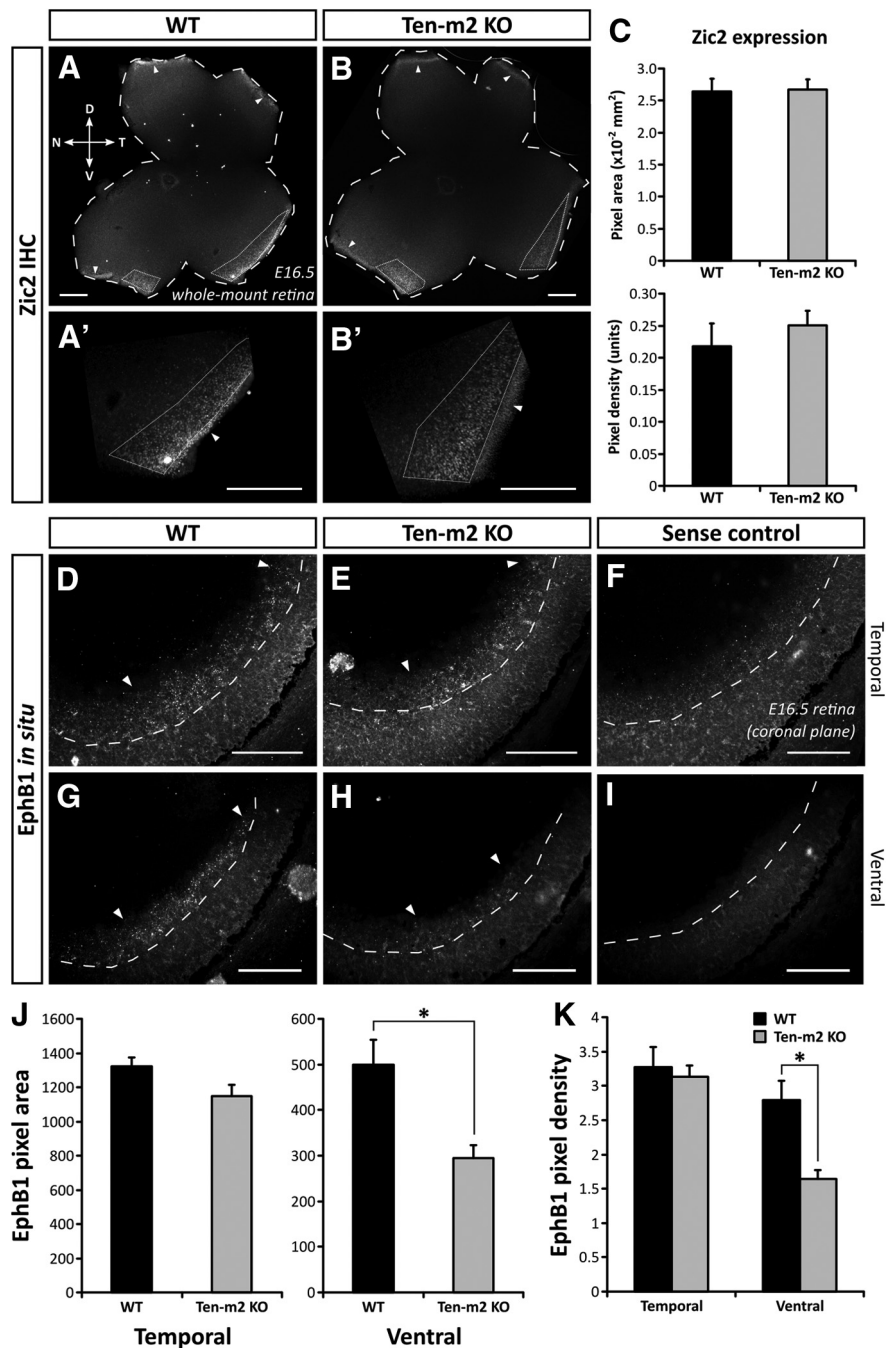 WT
Ten-m2 KO
C
Zic2 expression
Zic2 IHC
A
D
N
T
V
E16.5
whole-mount retina
B
A'
B'
Pixel area (x10⁻² mm²)
3.0
2.5
2.0
1.5
1.0
0.5
0
WT
Ten-m2 KO
Pixel density (units)
0.30
0.25
0.20
0.15
0.10
0.05
0
WT
Ten-m2 KO
WT
Ten-m2 KO
Sense control
EphB1 in situ
D
E
F
E16.5 retina
(coronal plane)
Temporal
G
H
I
Ventral
J
EphB1 pixel area
1600
1400
1200
1000
800
600
400
200
0
WT
Ten-m2 KO
Temporal
600
500
400
300
200
100
0
*
WT
Ten-m2 KO
Ventral
K
WT
Ten-m2 KO
EphB1 pixel density
4
3.5
3
2.5
2
1.5
1
0.5
0
*
Temporal
Ventral